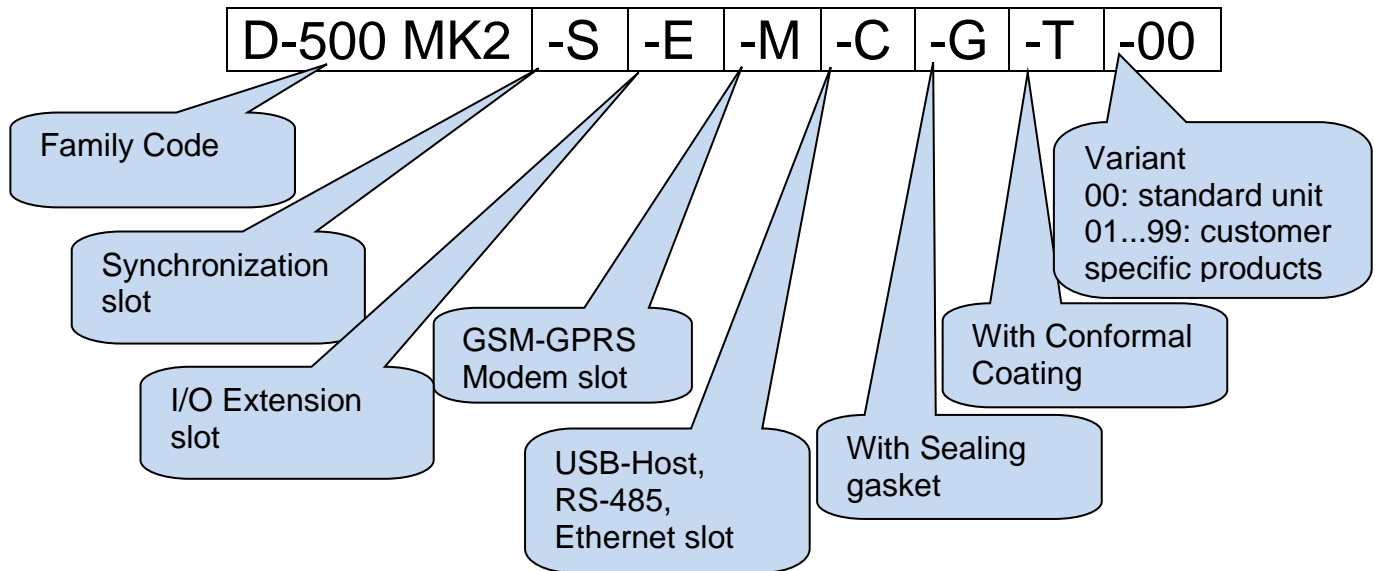 D-500 MK2 -S -E -M -C -G -T -00
Family Code
Synchronization
slot
I/O Extension
slot
GSM-GPRS
Modem slot
USB-Host,
RS-485,
Ethernet slot
With Sealing
gasket
With Conformal
Coating
Variant
00: standard unit
01...99: customer
specific products